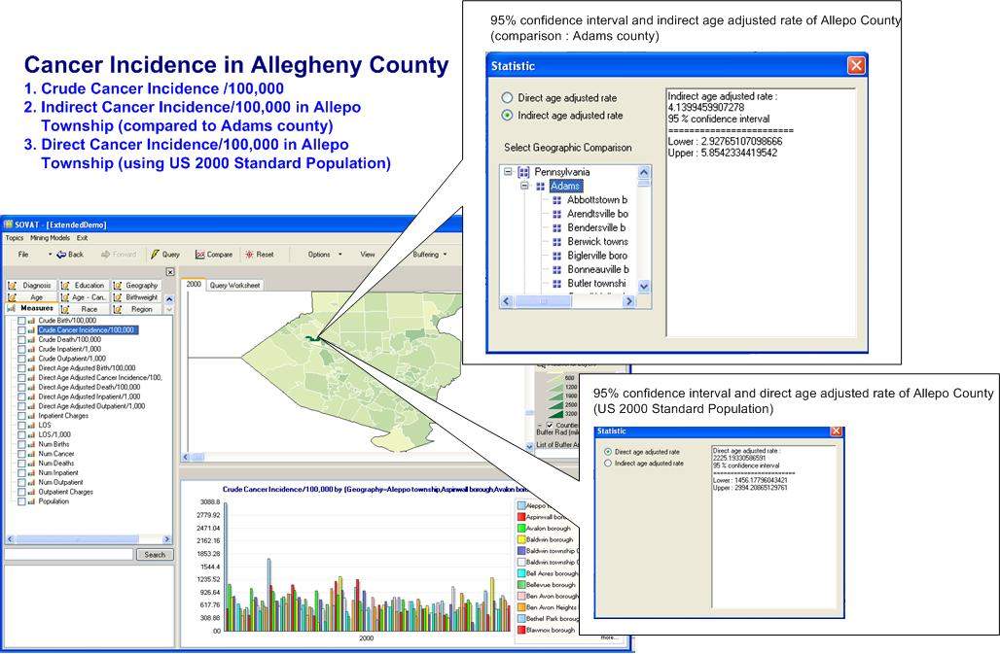 95% confidence interval and indirect age adjusted rate of Allepo County
(comparison : Adams county)
Statistic
Direct age adjusted rate
Indirect age adjusted rate
Select Geographic Comparison
Pennsylvania
Adams
Abbottstown b
Arendtsville bo
Bendersville b
Berwick towns
Biglerville boro
Bonneauville b
Butler townshi
Indirect age adjusted rate :
4.1399459907278
95 % confidence interval
========================
Lower : 2.92765107098666
Upper : 5.8542334419542
Cancer Incidence in Allegheny County
1. Crude Cancer Incidence /100,000
2. Indirect Cancer Incidence/100,000 in Allepo
Township (compared to Adams county)
3. Direct Cancer Incidence/100,000 in Allepo
Township (using US 2000 Standard Population)
SOVAT - [ExtendedDemo]
Topics Mining Models Exit
File Back Forward Query Compare Reset Options View Buffering
Diagnosis Education Geography
Age Age - Can.. Birthweight
Measures Race Region
Crude Birth/100,000
Crude Cancer Incidence/100,000
Crude Death/100,000
Crude Inpatient/1,000
Crude Outpatient/1,000
Direct Age Adjusted Birth/100,000
Direct Age Adjusted Cancer Incidence/100,
Direct Age Adjusted Death/100,000
Direct Age Adjusted Inpatient/1,000
Direct Age Adjusted Outpatient/1,000
Inpatient Charges
LOS
LOS/1,000
Num Births
Num Cancer
Num Deaths
Num Inpatient
Num Outpatient
Outpatient Charges
Population
Search
2000 Query Worksheet
600
1200
1900
2500
3200
Counties
Buffer Rad (mil
List of Buffer Ar
Crude Cancer Incidence/100,000 by {Geography=Aleppo township,Aspinwall borough,Avalon bor
3088.8
2779.92
2471.04
2162.16
1853.28
1544.4
1235.52
926.64
617.76
308.88
00
2000
Aleppo t
Aspinwall boro
Avalon borough
Baldwin borough
Baldwin township
Baldwin township C
Bell Acres borough
Bellevue borough
Ben Avon borough
Ben Avon Heights
Bethel Park boroug
Blawnox borough
more...
95% confidence interval and direct age adjusted rate of Allepo County
(US 2000 Standard Population)
Statistic
Direct age adjusted rate
Indirect age adjusted rate
Direct age adjusted rate :
2225.19330586591
95 % confidence interval
========================
Lower : 1456.17796043421
Upper : 2994.20865129761